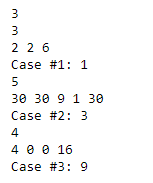 3
3
2 2 6
Case #1: 1
5
30 30 9 1 30
Case #2: 3
4
4 0 0 16
Case #3: 9